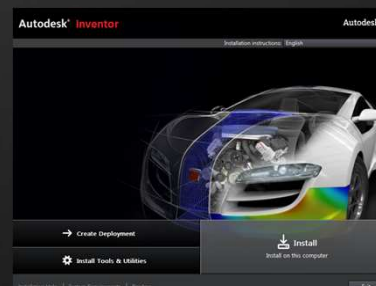 Autodesk® Inventor
Autodesk
Installation instructions: English
→ Create Deployment
Install Tools & Utilities
Install
Install on this computer